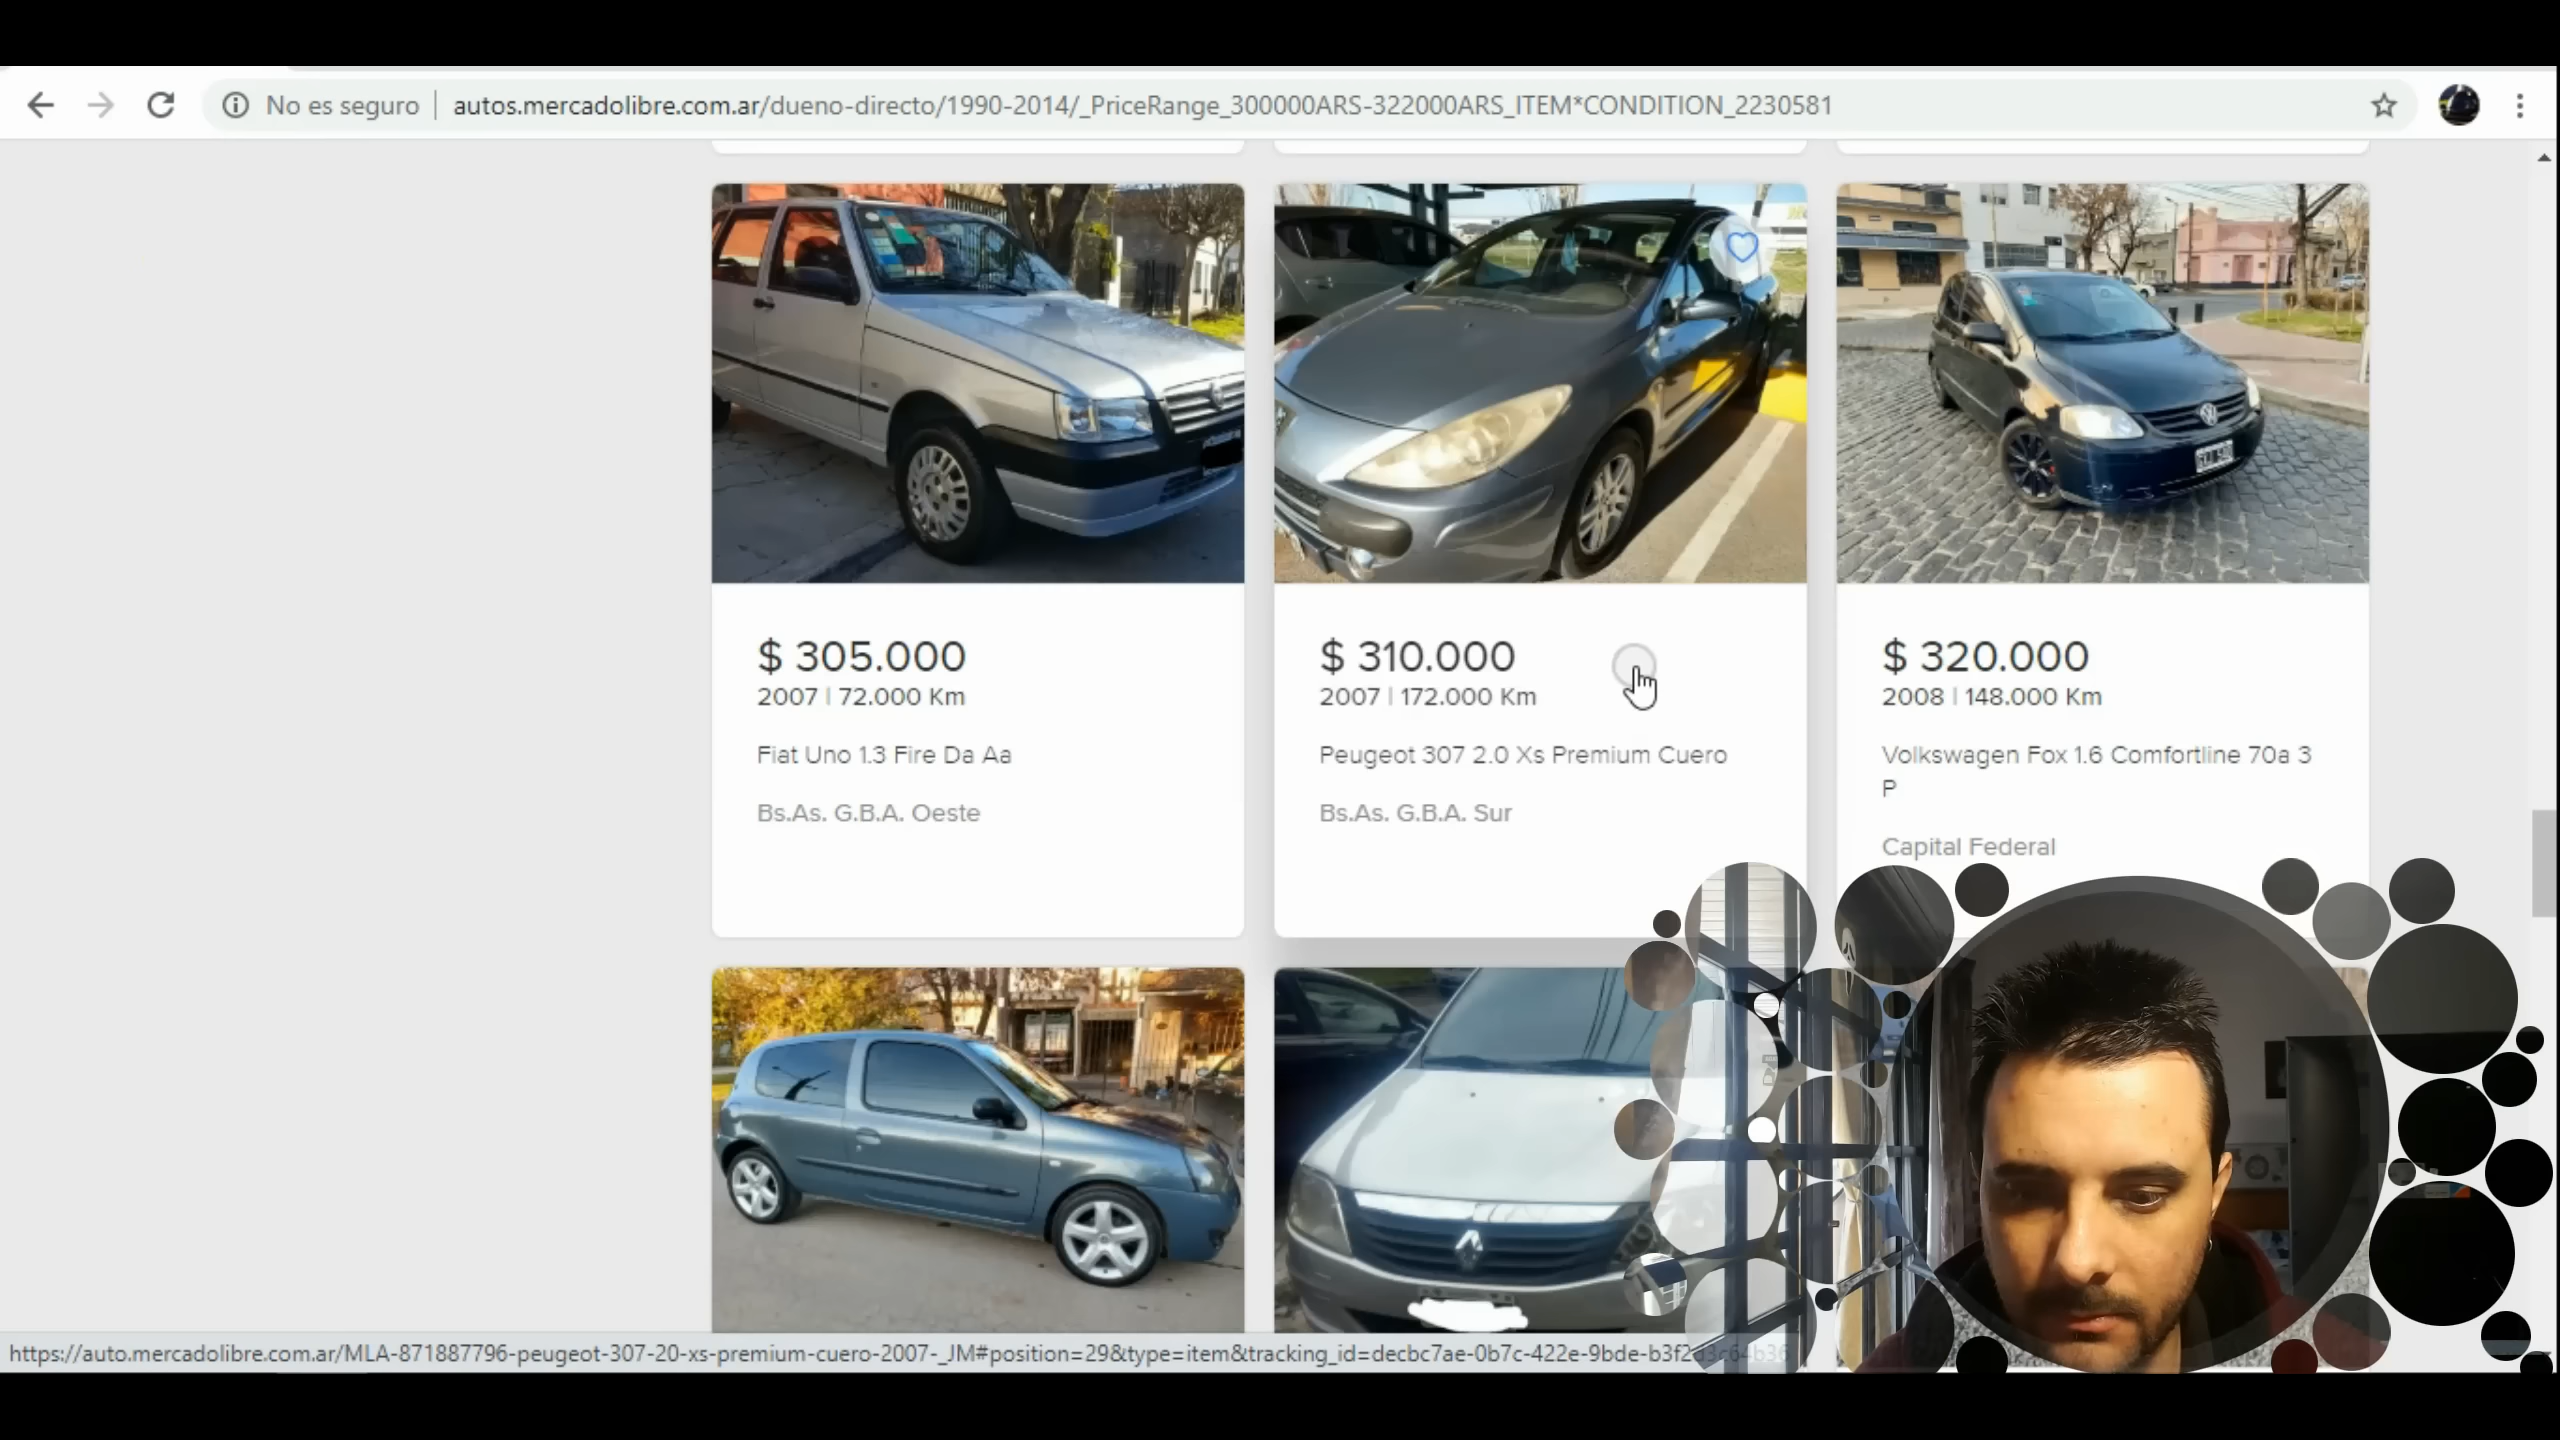 No es seguro
autos.mercadolibre.com.ar/dueno-directo/1990-2014/_PriceRange_300000ARS-322000ARS_ITEM*CONDITION_2230581
$ 305.000
2007 | 72.000 Km
Fiat Uno 1.3 Fire Da Aa
Bs.As. G.B.A. Oeste
$ 310.000
2007 | 172.000 Km
Peugeot 307 2.0 Xs Premium Cuero
Bs.As. G.B.A. Sur
$ 320.000
2008 | 148.000 Km
Volkswagen Fox 1.6 Comfortline 70a 3
P
Capital Federal
https://auto.mercadolibre.com.ar/MLA-871887796-peugeot-307-20-xs-premium-cuero-2007-_JM#position=29&type=item&tracking_id=decbc7ae-0b7c-422e-9bde-b3f2d3c64b36